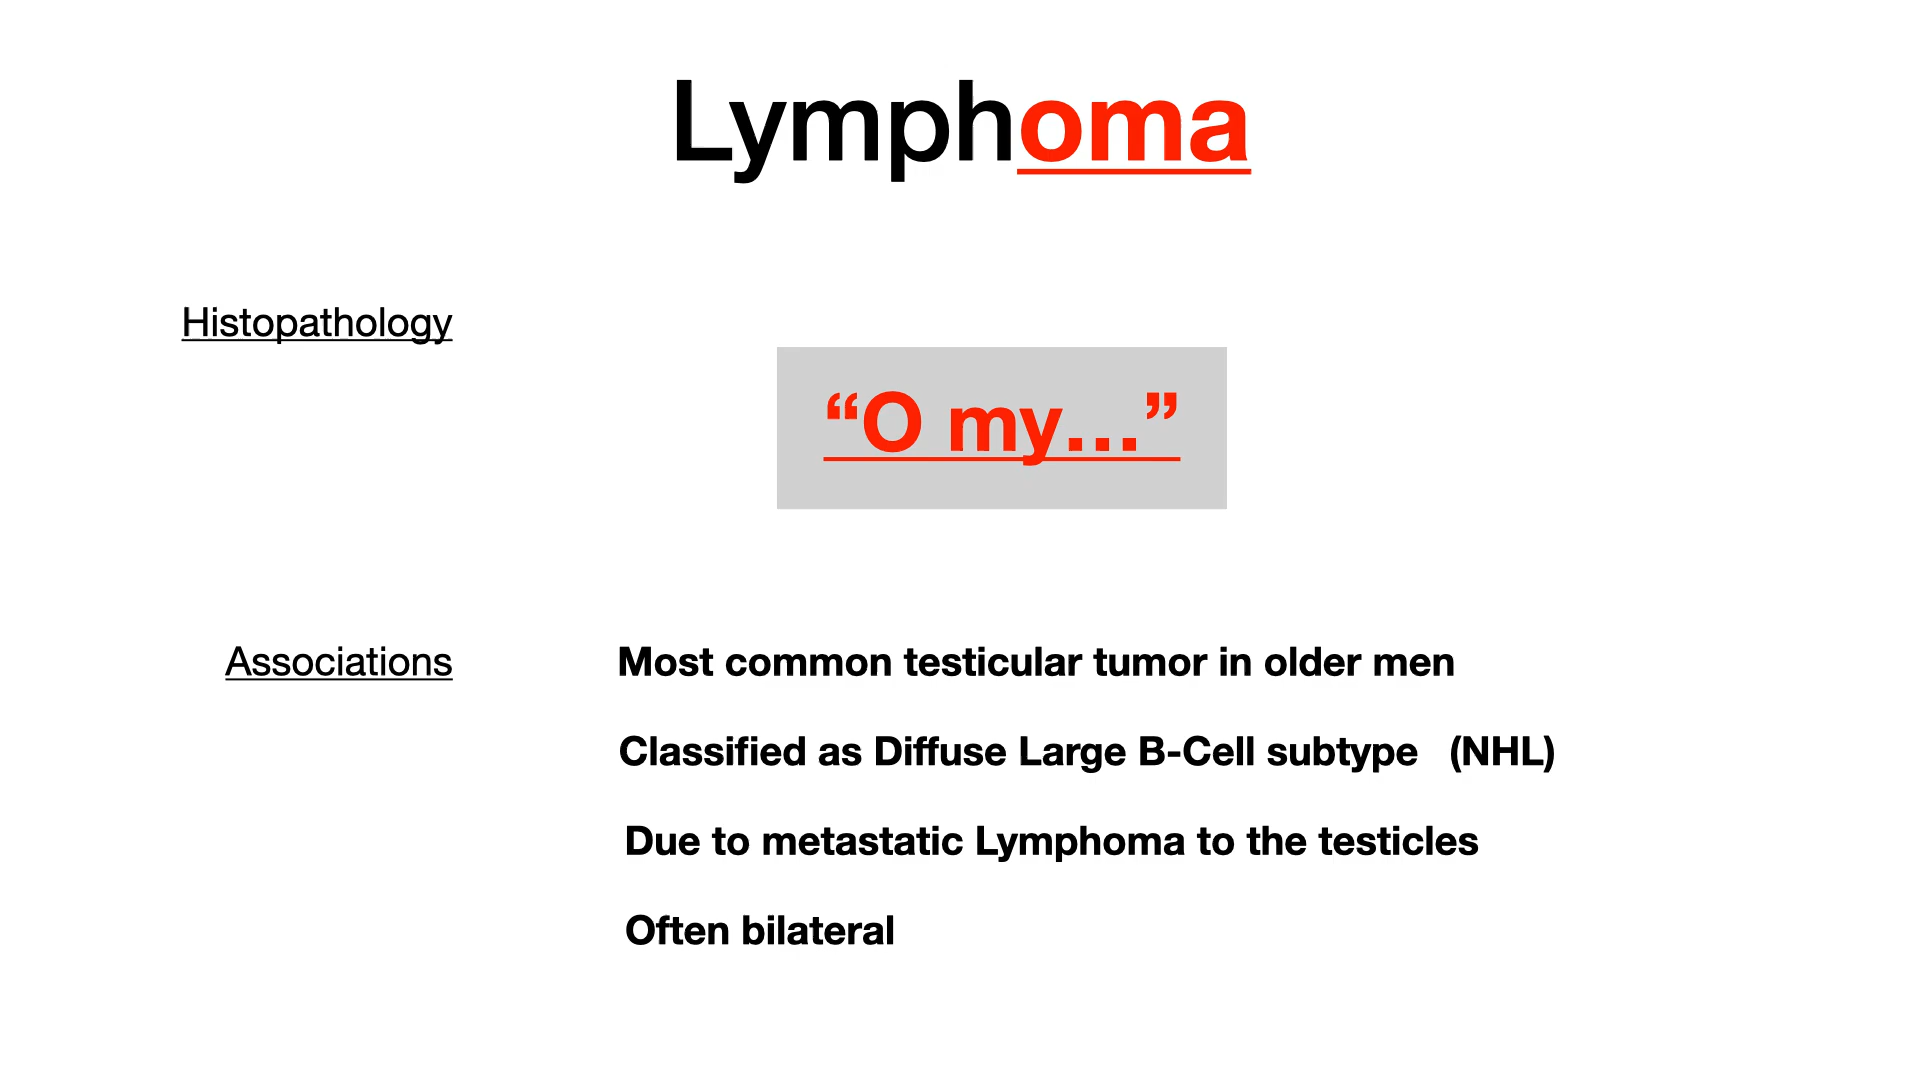 Lymphoma
Histopathology
“O my…”
Associations
Most common testicular tumor in older men
Classified as Diffuse Large B-Cell subtype (NHL)
Due to metastatic Lymphoma to the testicles
Often bilateral